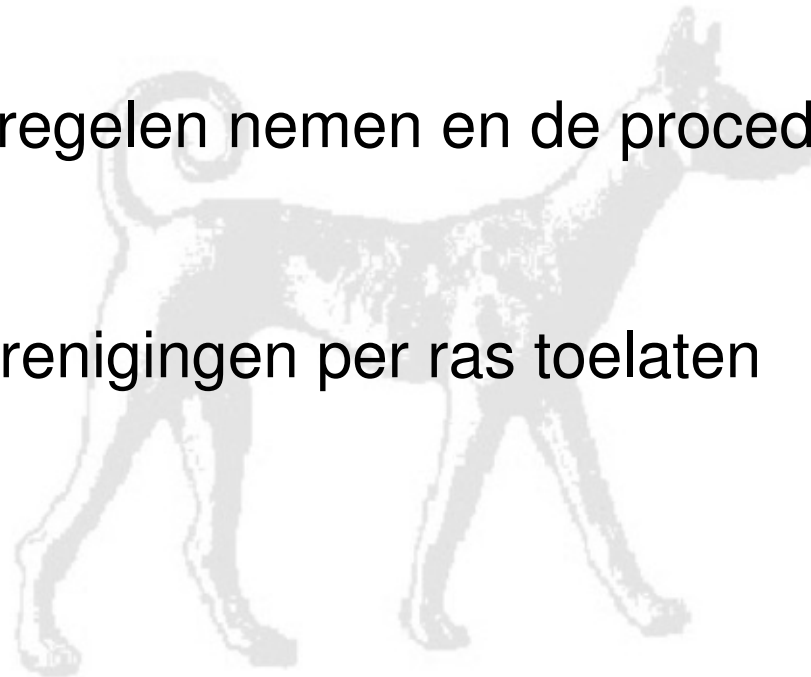 regelen nemen en de proced
renigingen per ras toelaten